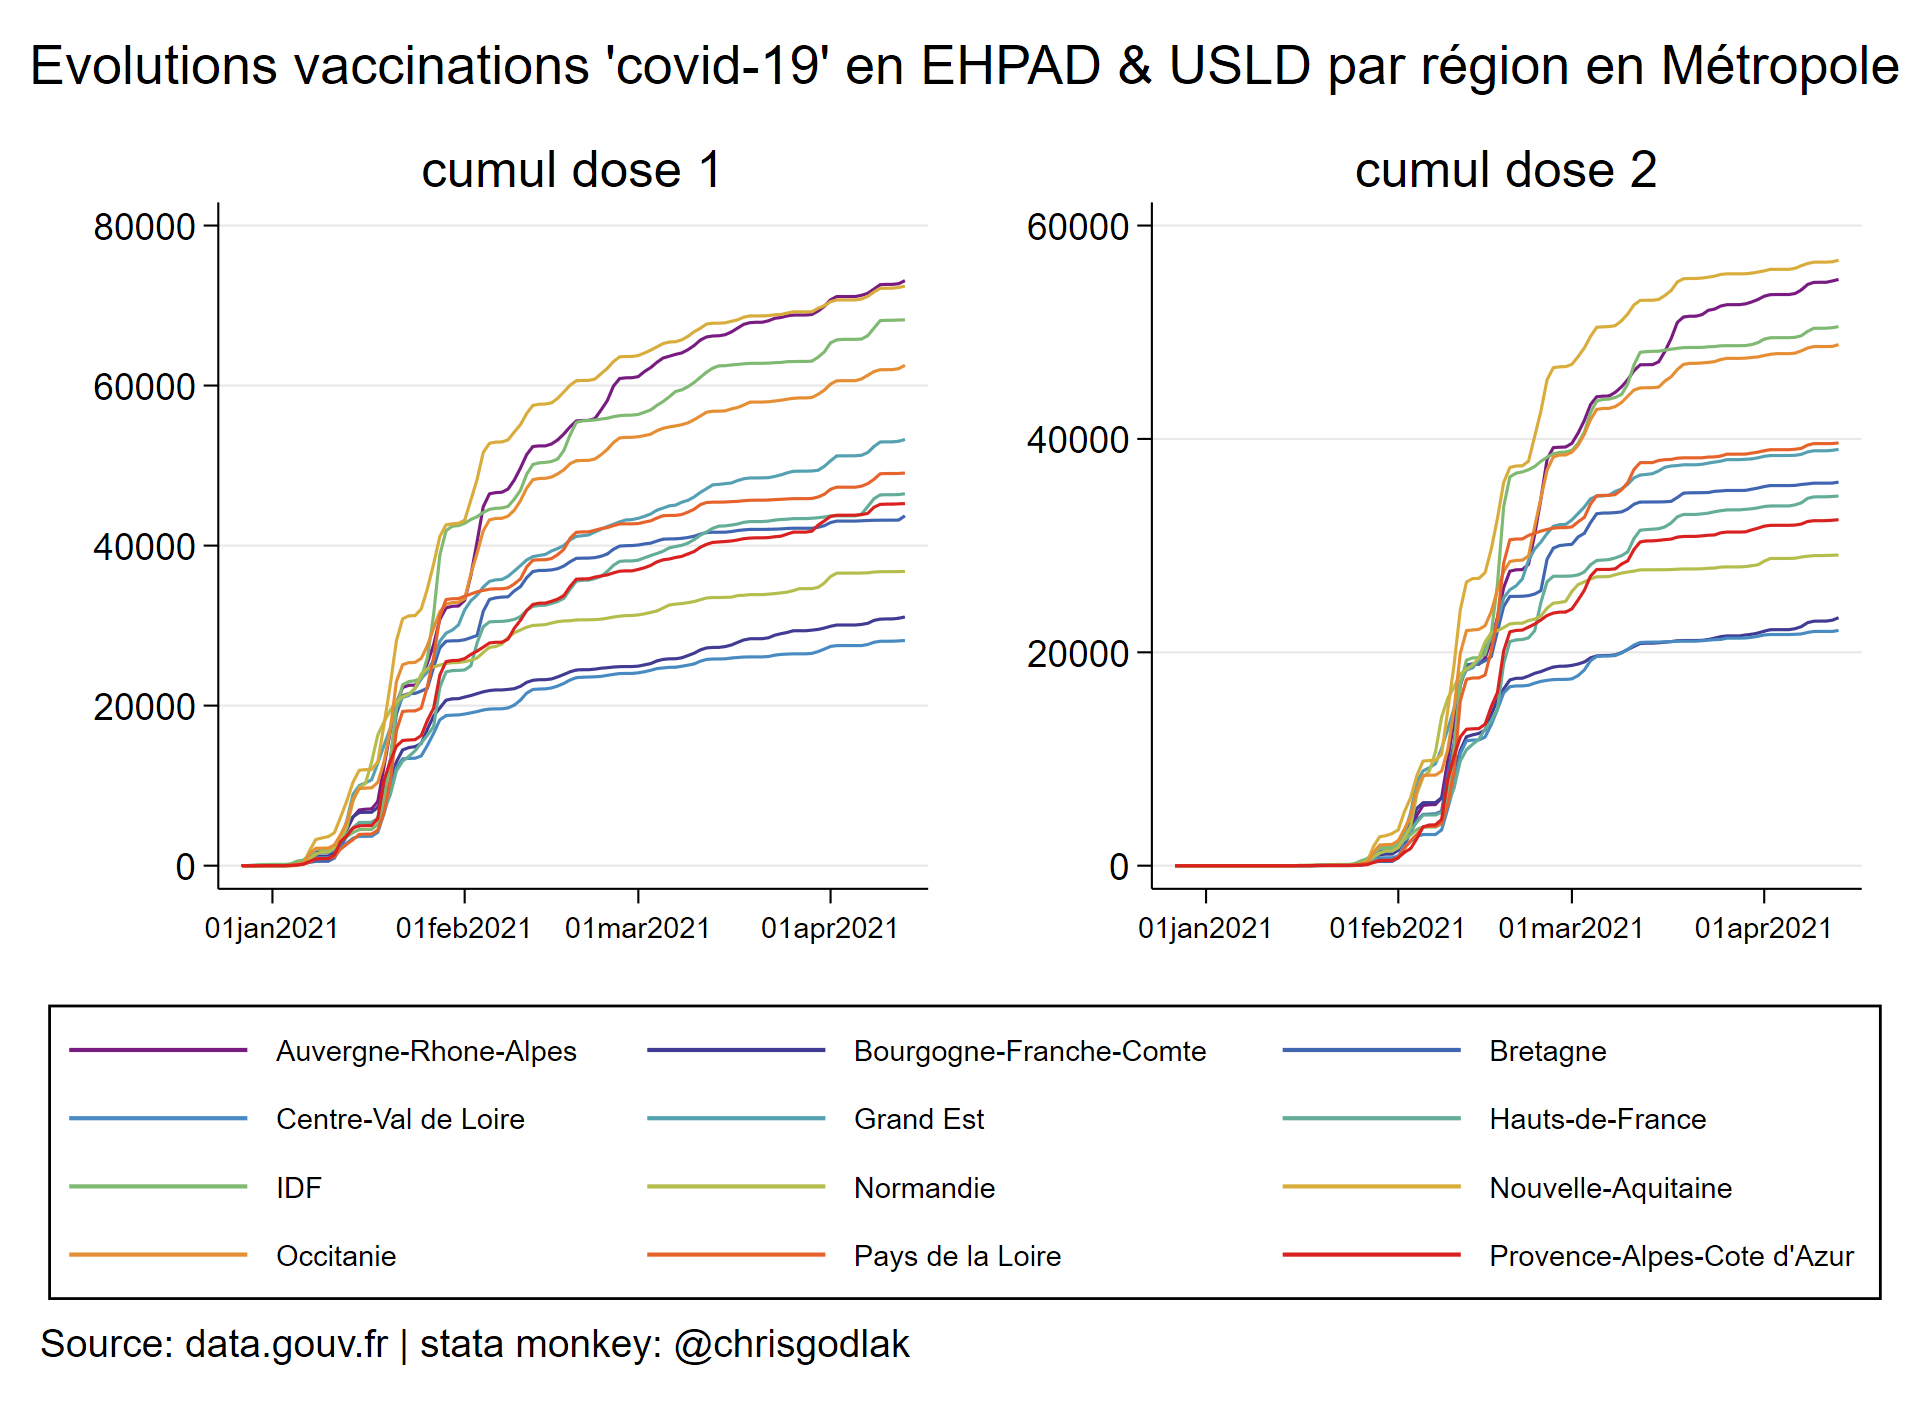 Evolutions vaccinations 'covid-19' en EHPAD & USLD par région en Métropole
cumul dose 1
80000
60000
40000
20000
0
01jan2021 01feb2021 01mar2021 01apr2021
cumul dose 2
60000
40000
20000
0
01jan2021 01feb2021 01mar2021 01apr2021
Auvergne-Rhone-Alpes Bourgogne-Franche-Comte Bretagne
Centre-Val de Loire Grand Est Hauts-de-France
IDF Normandie Nouvelle-Aquitaine
Occitanie Pays de la Loire Provence-Alpes-Cote d'Azur
Source: data.gouv.fr | stata monkey: @chrisgodlak